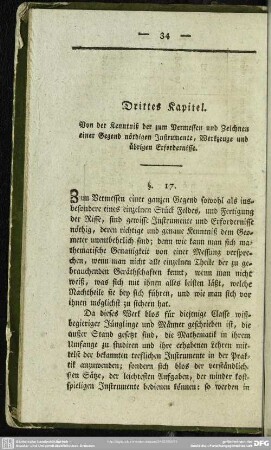 — 34 —
Drittes Kapitel.
Von der Kenntniß der zum Vermessen und Zeichnen
einer Gegend nöthigen Instrumente, Werkzeuge und
übrigen Erfordernisse.
§. 17.
Zum Vermessen einer ganzen Gegend sowohl als ins-
besondere eines einzelnen Stück Feldes, und Fertigung
der Risse, sind gewisse Instrumente und Erfordernisse
nöthig, deren richtige und genaue Kenntniß dem Geo-
meter unentbehrlich sind; denn wie kann man sich ma-
thematische Genauigkeit von einer Messung verspre-
chen, wenn man nicht alle einzelnen Theile der zu ge-
brauchenden Geräthschaften kennt, wenn man nicht
weiß, was sich mit ihnen alles leisten läßt, welche
Nachtheile sie bey sich führen, und wie man sich vor
ihnen möglichst zu sichern hat.
Da dieses Werk blos für diejenige Classe wiß-
begieriger Jünglinge und Männer geschrieben ist, die
außer Stand gesetzt sind, die Mathematik in ihrem
Umfange zu studieren und ihre erhabenen Lehren mit-
telst der bekannten trefflichen Instrumente in der Prak-
tik anzuwenden; sondern sich blos der verständlich-
sten Sätze, der leichtesten Aufgaben, der minder kost-
spieligen Instrumente bedienen können: so werden in